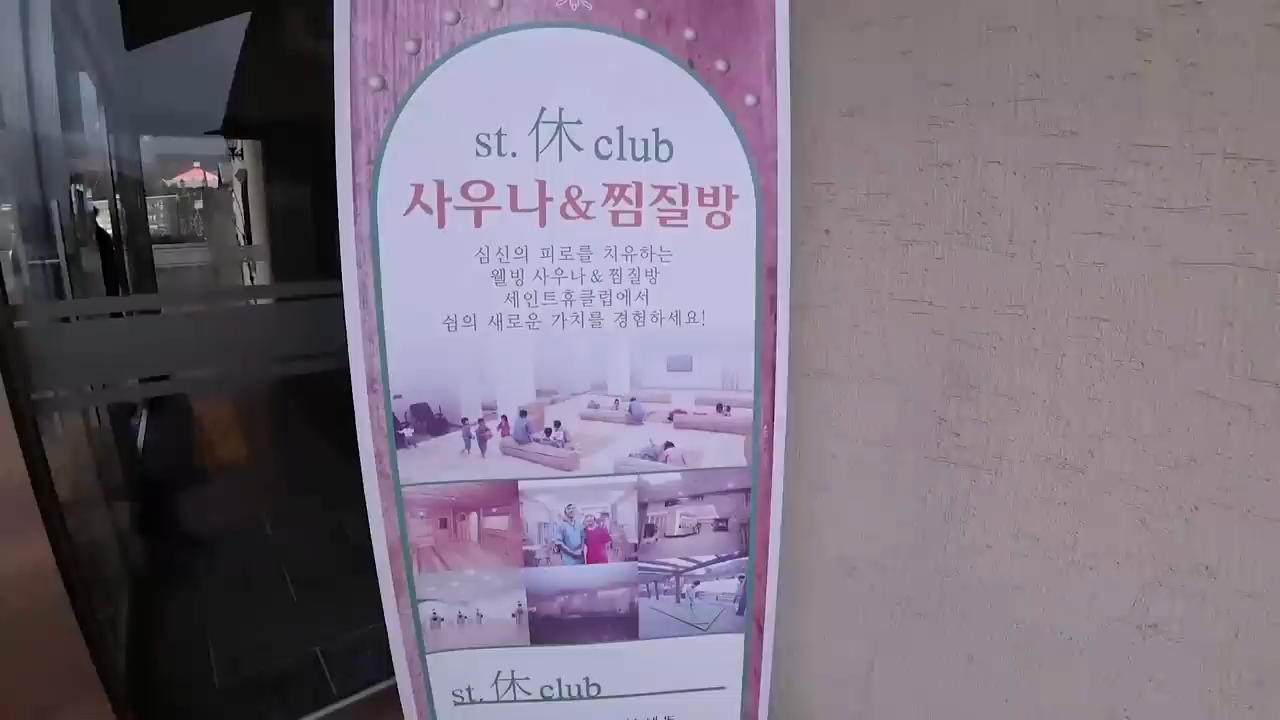 st. 休 club
사우나&찜질방
심신의 피로를 치유하는
웰빙 사우나&찜질방
세인트휴클럽에서
쉼의 새로운 가치를 경험하세요!
st. 休 club